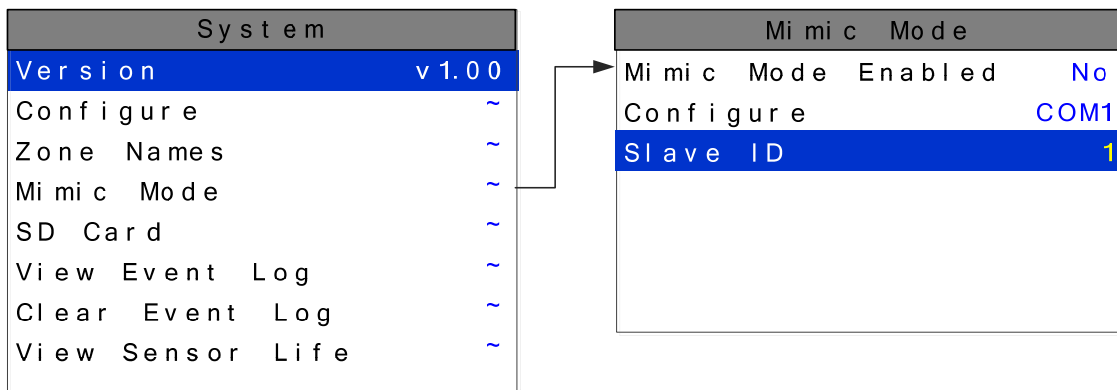 System
Version v1.00
Configure ~
Zone Names ~
Mimic Mode ~
SD Card ~
View Event Log ~
Clear Event Log ~
View Sensor Life ~
Mimic Mode
Mimic Mode Enabled No
Configure COM1
Slave ID 1